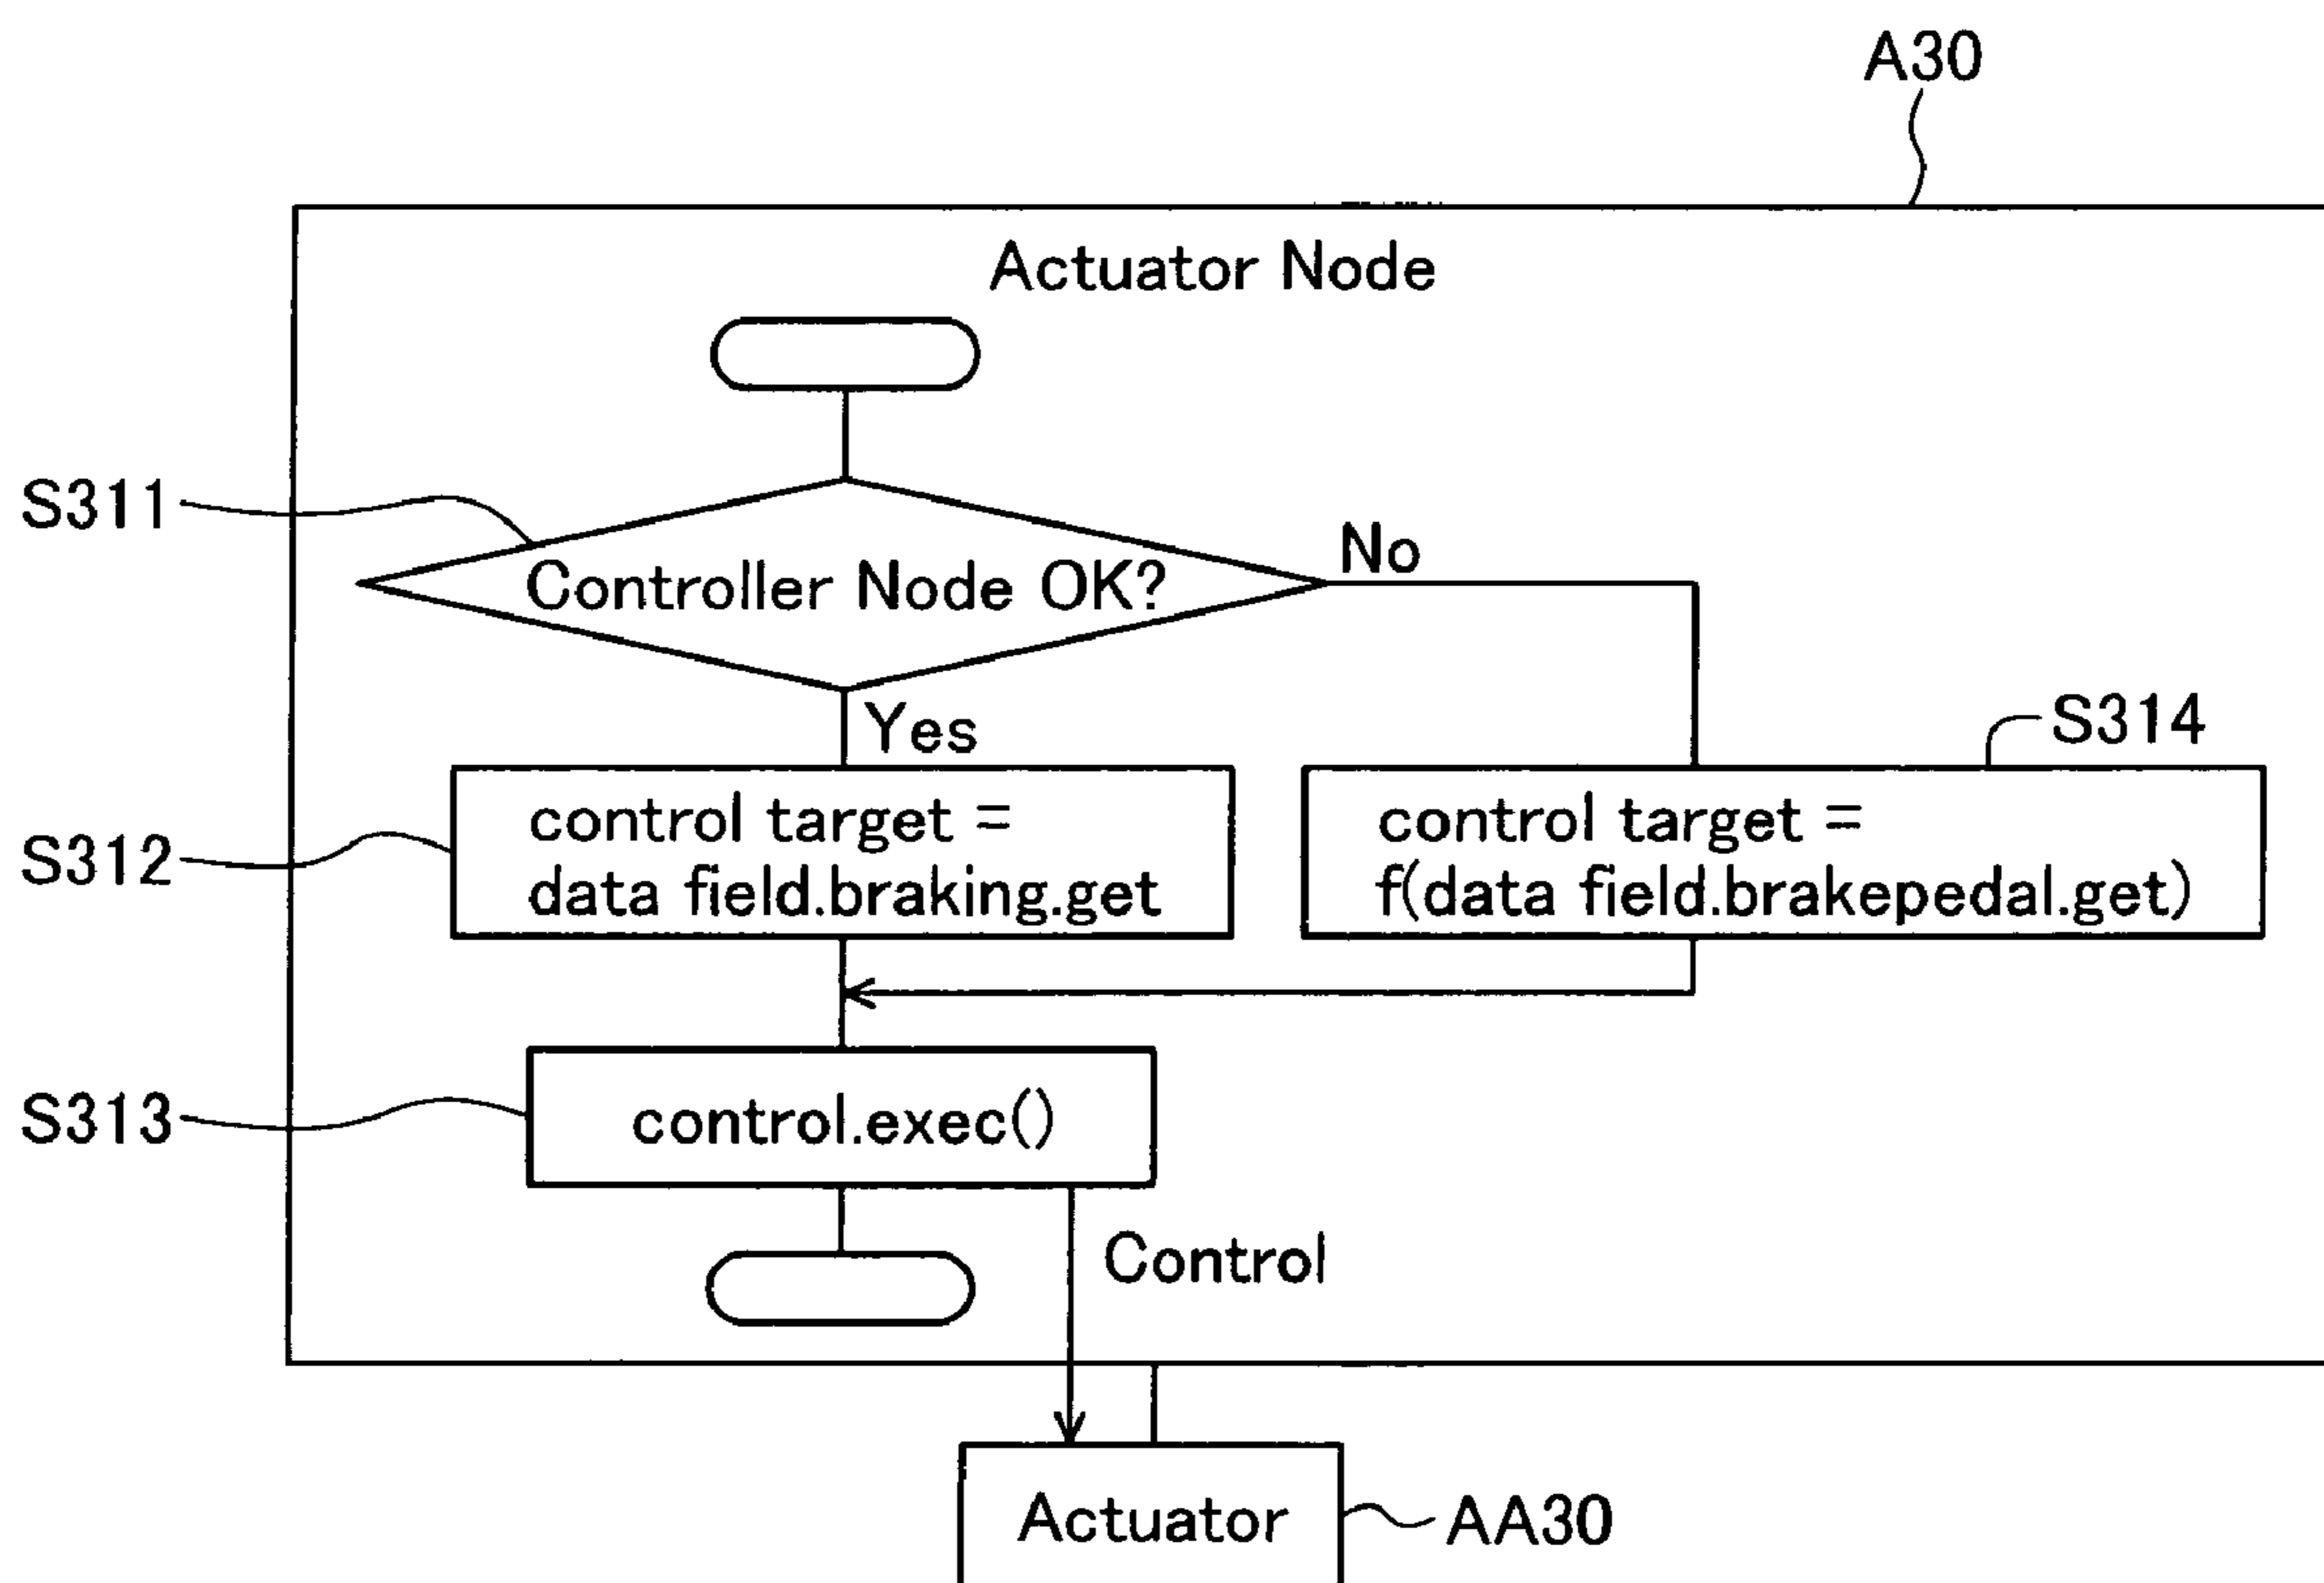 A30
Actuator Node
S311
Controller Node OK?
No
Yes
S314
S312
control target =
data field.braking.get
control target =
f(data field.brakepedal.get)
S313
control.exec()
Control
Actuator
AA30